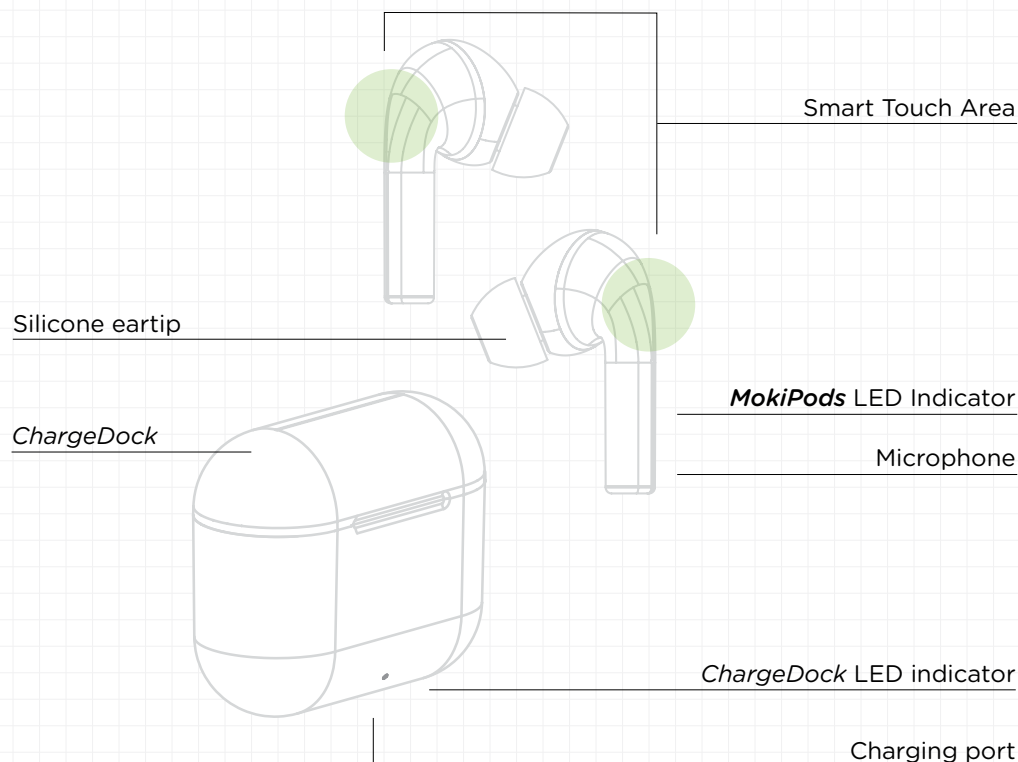 Smart Touch Area
Silicone eartip
MokiPods LED Indicator
ChargeDock
Microphone
ChargeDock LED indicator
Charging port